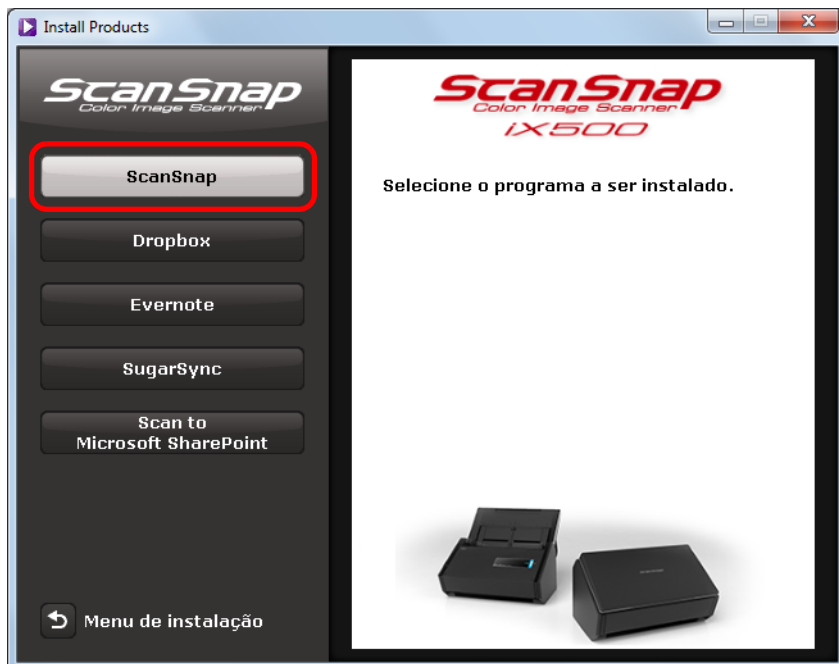 Install Products
ScanSnap
Color Image Scanner
ScanSnap
Dropbox
Evernote
SugarSync
Scan to
Microsoft SharePoint
Menu de instalação
ScanSnap
Color Image Scanner
iX500
Selecione o programa a ser instalado.